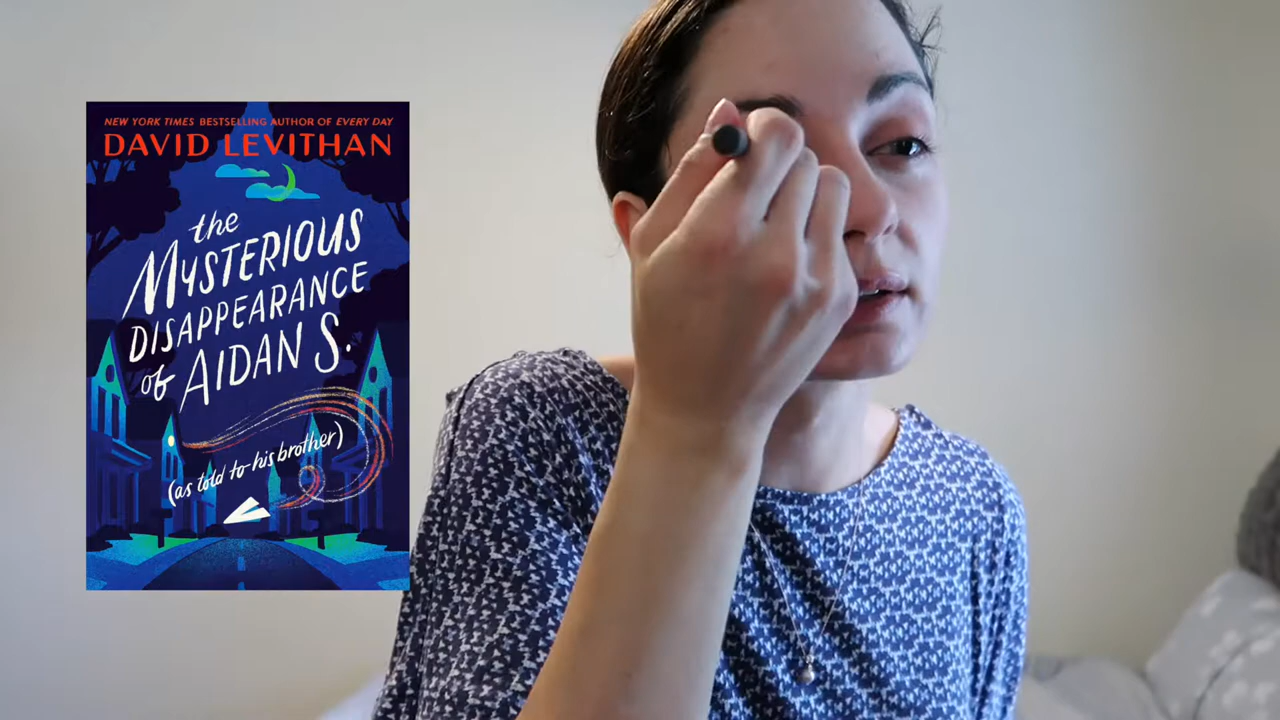 NEW YORK TIMES BESTSELLING AUTHOR OF EVERY DAY
DAVID LEVITHAN
the
MYSTERIOUS
DISAPPEARANCE
of AIDAN S.
(as told to his brother)